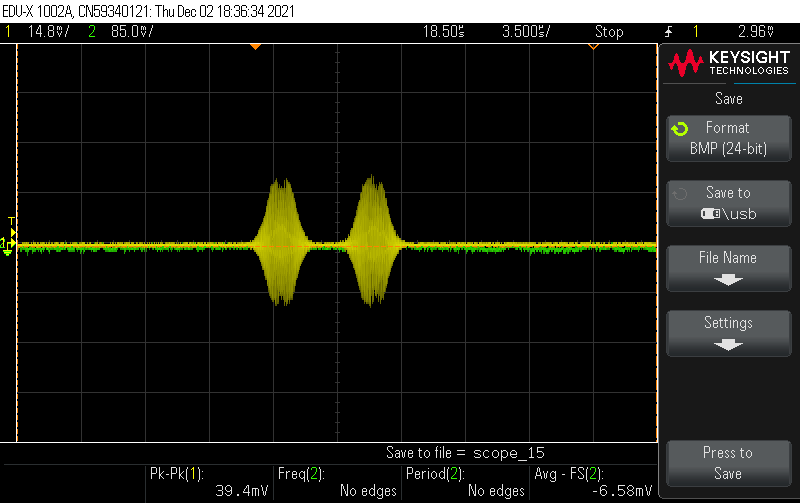 EDU-X 1002A, CN59340121: Thu Dec 02 18:36:34 2021
1 14.8V/ 2 85.0V/ 18.50s 3.500s/ Stop 1 2.96V
KEYSIGHT
TECHNOLOGIES
Save
Format
BMP (24-bit)
Save to
\usb
File Name
Settings
Press to
Save
T
1
Save to file = scope_15
Pk-Pk(1): Freq(2): Period(2): Avg - FS(2):
39.4mV No edges No edges -6.58mV